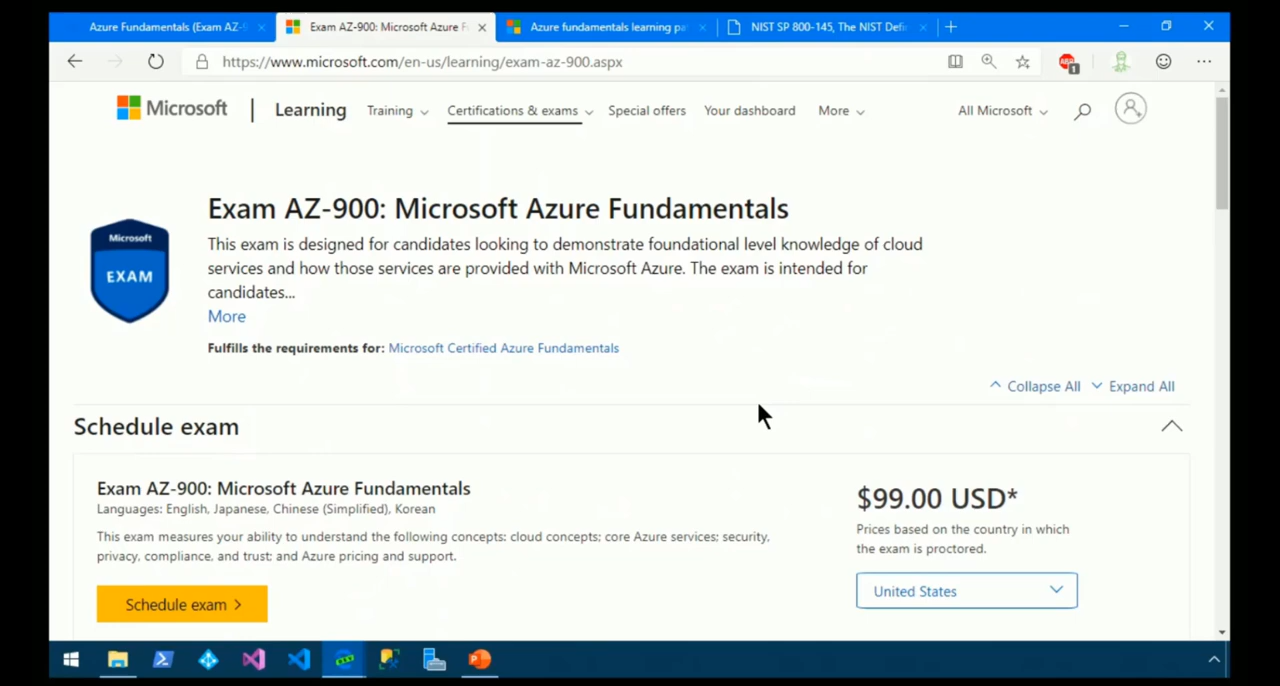 Azure Fundamentals (Exam AZ-9
Exam AZ-900: Microsoft Azure F
Azure fundamentals learning pa
NIST SP 800-145, The NIST Defin
https://www.microsoft.com/en-us/learning/exam-az-900.aspx
1
Microsoft
Learning
Training
Certifications & exams
Special offers
Your dashboard
More
All Microsoft
Exam AZ-900: Microsoft Azure Fundamentals
Microsoft
EXAM
This exam is designed for candidates looking to demonstrate foundational level knowledge of cloud
services and how those services are provided with Microsoft Azure. The exam is intended for
candidates...
More
Fulfills the requirements for: Microsoft Certified Azure Fundamentals
Collapse All
Expand All
Schedule exam
Exam AZ-900: Microsoft Azure Fundamentals
Languages: English, Japanese, Chinese (Simplified), Korean
This exam measures your ability to understand the following concepts: cloud concepts; core Azure services; security,
privacy, compliance, and trust; and Azure pricing and support.
Schedule exam
$99.00 USD*
Prices based on the country in which
the exam is proctored.
United States